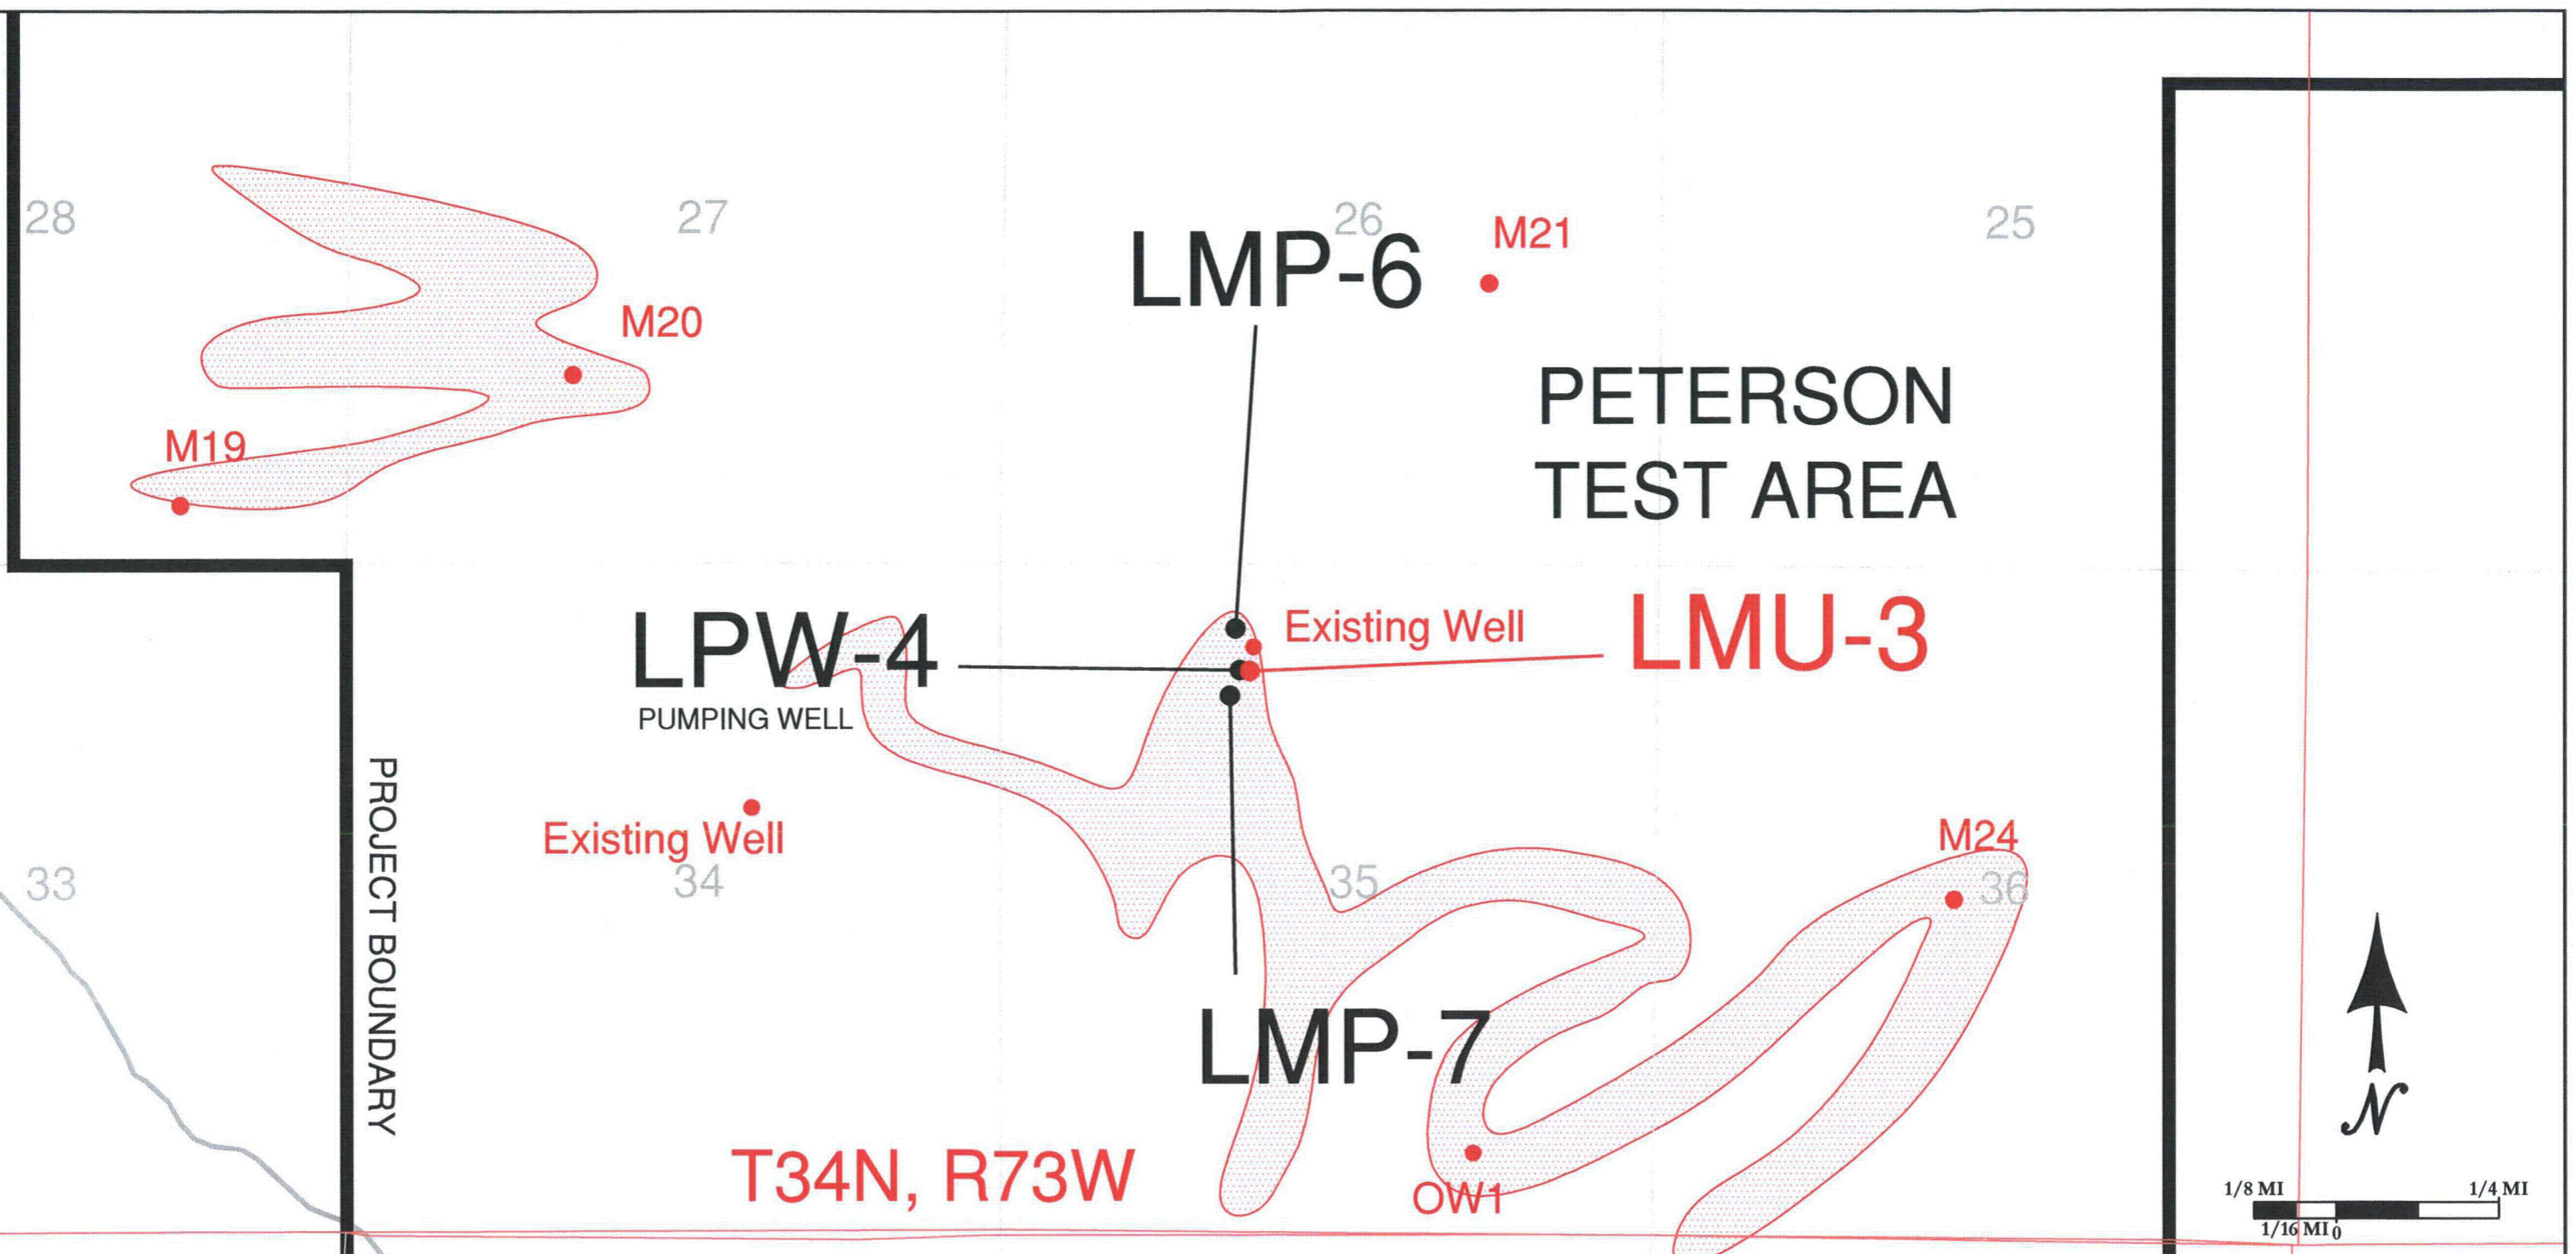 28
27
26
25
M21
LMP-6
M20
PETERSON
TEST AREA
M19
LPW-4
PUMPING WELL
Existing Well
LMU-3
PROJECT BOUNDARY
Existing Well
34
33
35
M24
36
LMP-7
N
T34N, R73W
OW1
1/8 MI
1/4 MI
1/16 MI
0